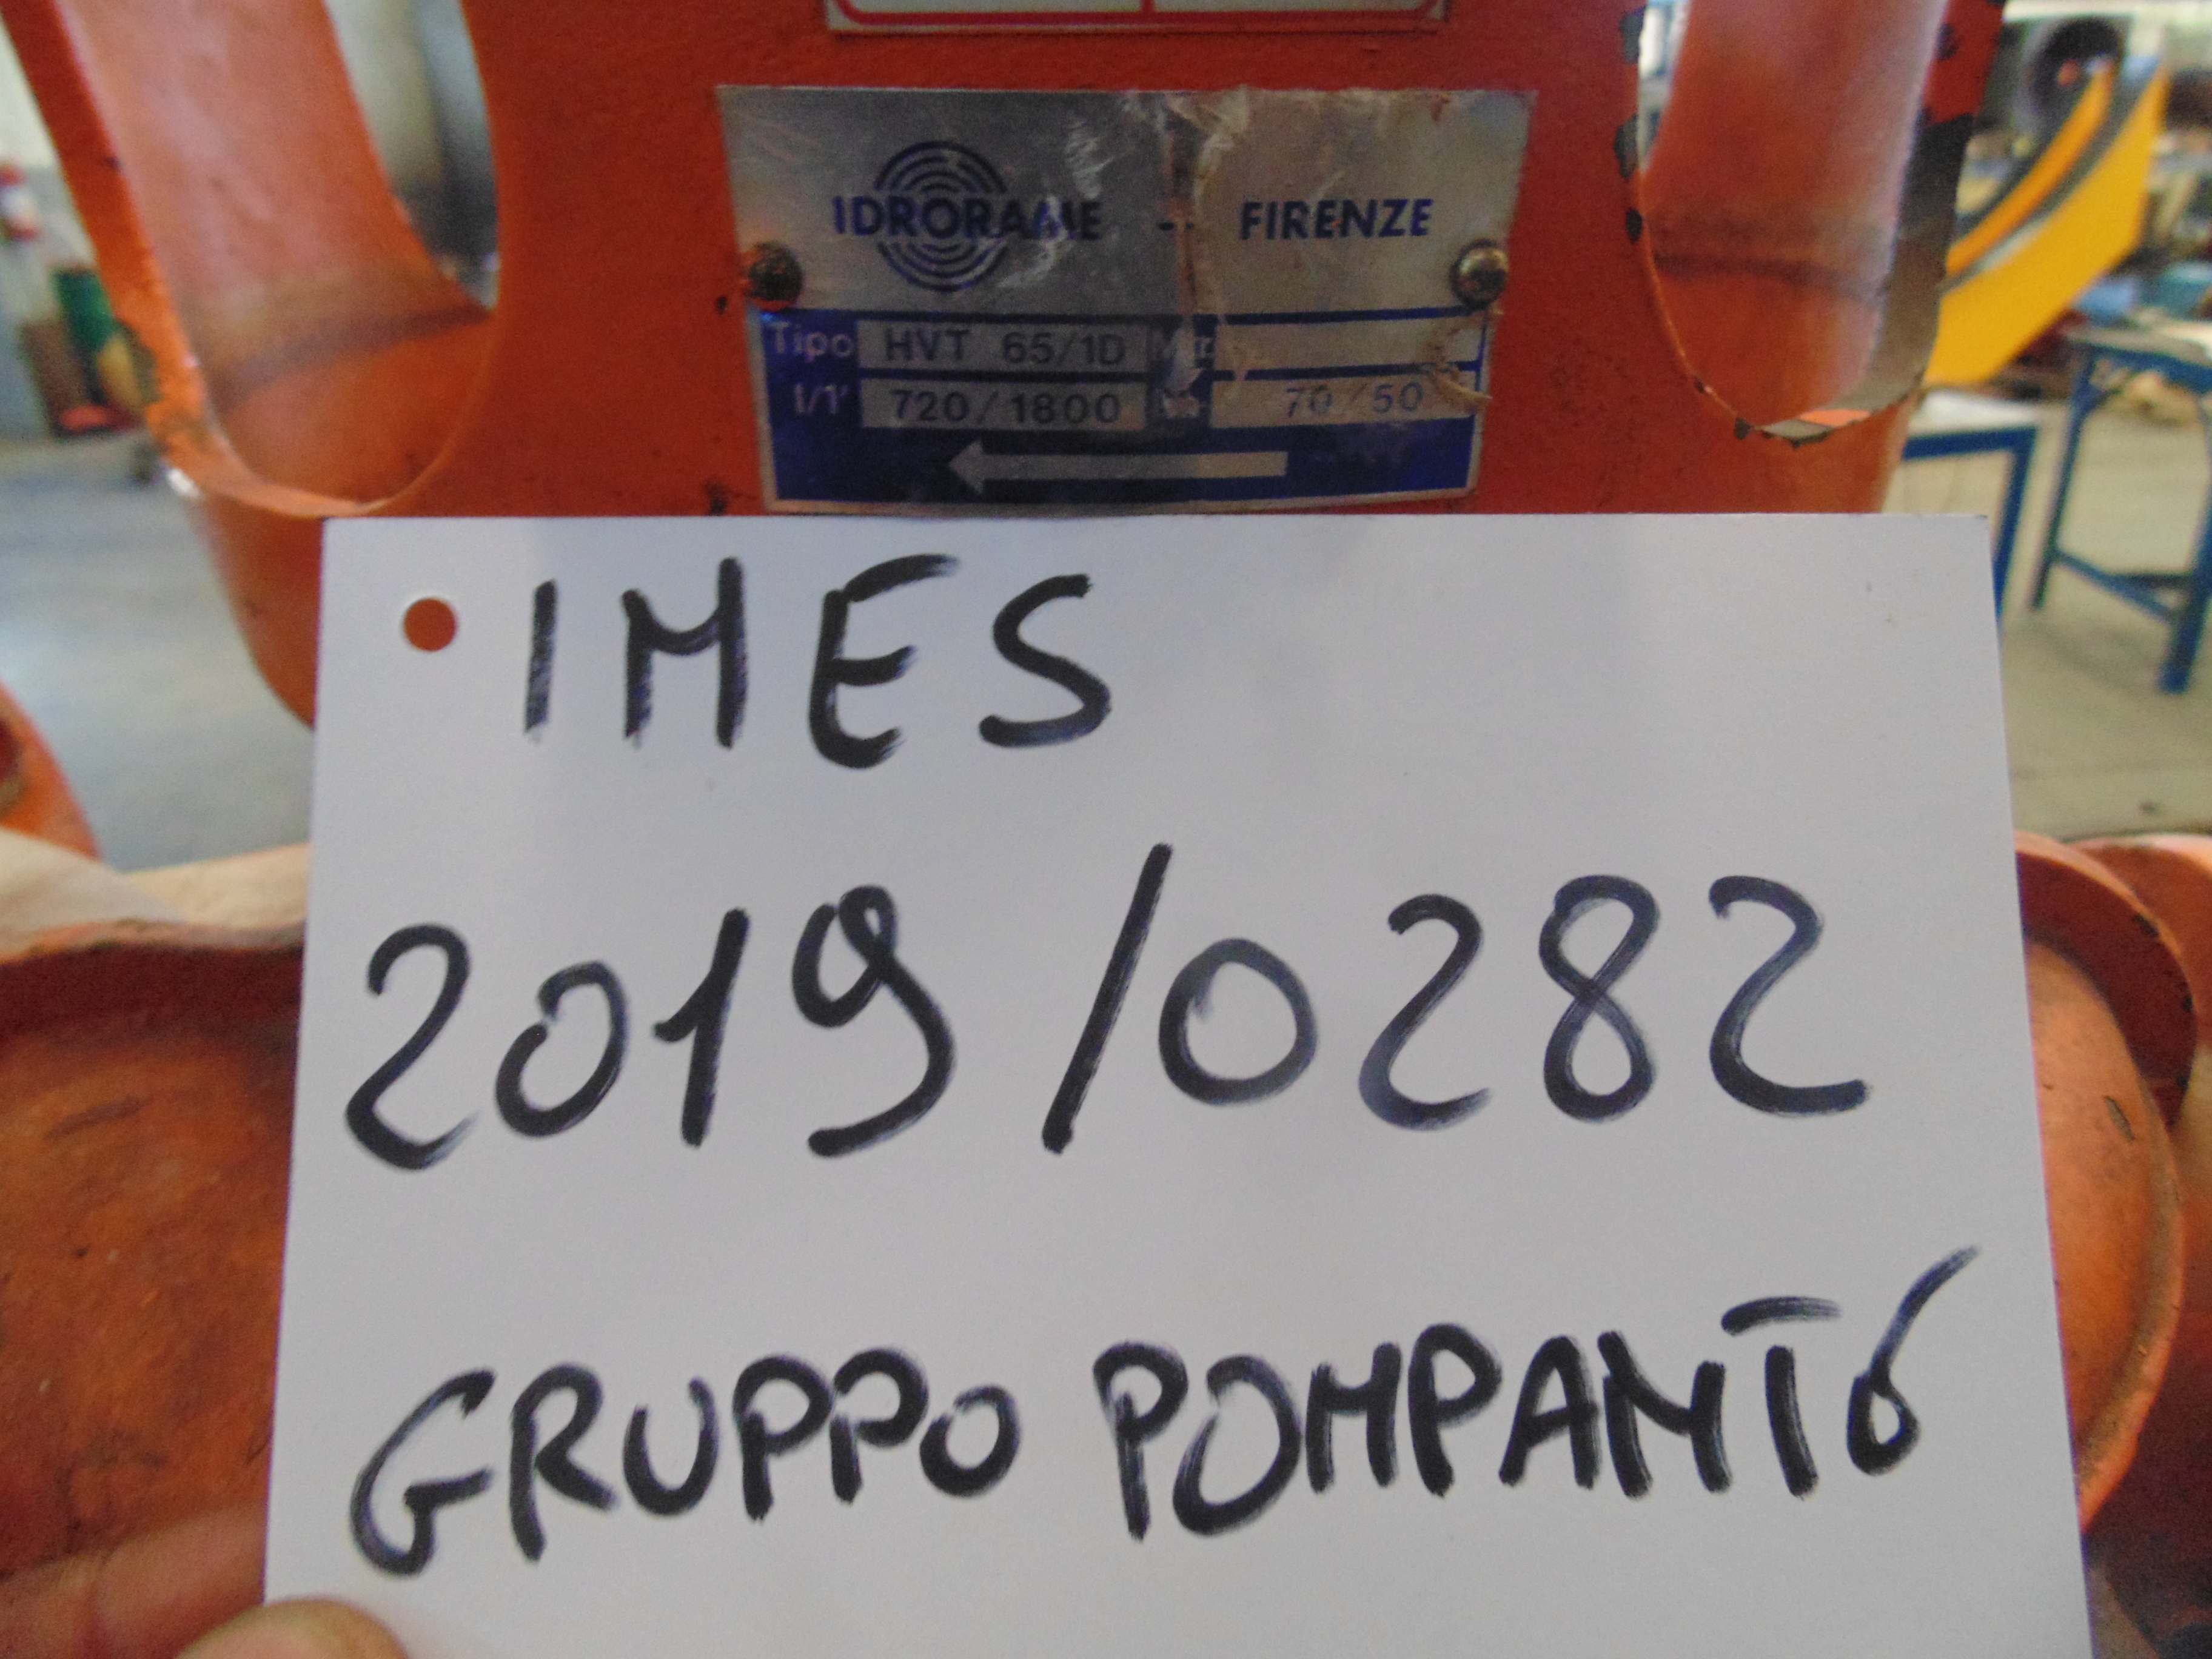 IDRORAME - FIRENZE
Tipo HVT 65/1D
l/1' 720/1800 70/50
IMES
2019/0282
GRUPPO POMPANTE